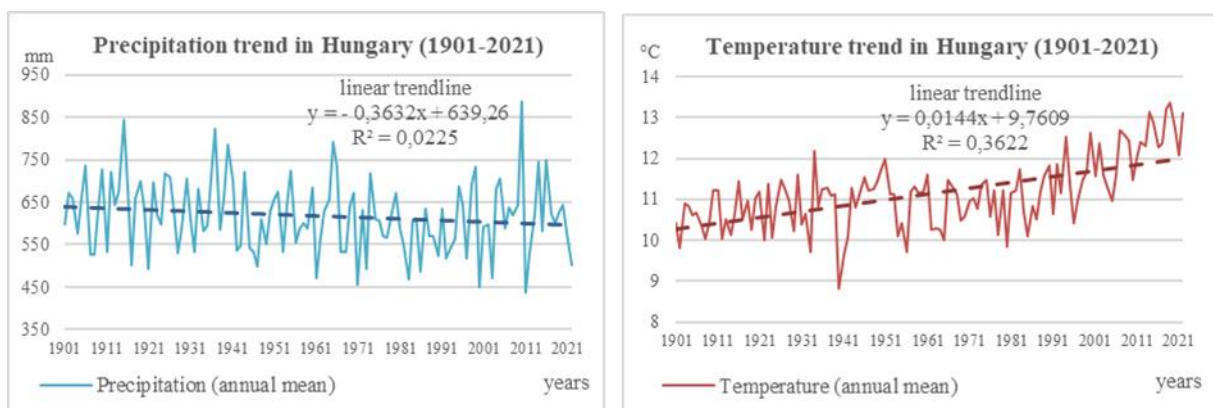 Precipitation trend in Hungary (1901-2021)
mm
950
850
750
650
550
450
350
linear trendline
y = - 0,3632x + 639,26
R² = 0,0225
1901 1911 1921 1931 1941 1951 1961 1971 1981 1991 2001 2011 2021
Precipitation (annual mean)
years
Temperature trend in Hungary (1901-2021)
°C
14
13
12
11
10
9
8
linear trendline
y = 0,0144x + 9,7609
R² = 0,3622
1901 1911 1921 1931 1941 1951 1961 1971 1981 1991 2001 2011 2021
Temperature (annual mean)
years